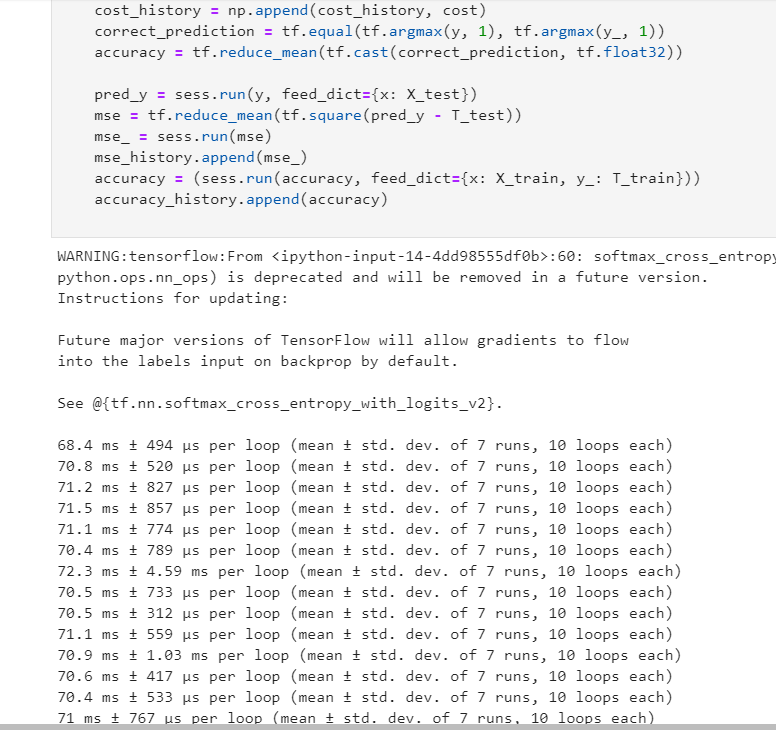 cost_history = np.append(cost_history, cost)
correct_prediction = tf.equal(tf.argmax(y, 1), tf.argmax(y_, 1))
accuracy = tf.reduce_mean(tf.cast(correct_prediction, tf.float32))
pred_y = sess.run(y, feed_dict={x: X_test})
mse = tf.reduce_mean(tf.square(pred_y - T_test))
mse_ = sess.run(mse)
mse_history.append(mse_)
accuracy = (sess.run(accuracy, feed_dict={x: X_train, y_: T_train}))
accuracy_history.append(accuracy)
WARNING:tensorflow:From <ipython-input-14-4dd98555df0b>:60: softmax_cross_entropy
python.ops.nn_ops) is deprecated and will be removed in a future version.
Instructions for updating:
Future major versions of TensorFlow will allow gradients to flow
into the labels input on backprop by default.
See @{tf.nn.softmax_cross_entropy_with_logits_v2}.
68.4 ms ± 494 µs per loop (mean ± std. dev. of 7 runs, 10 loops each)
70.8 ms ± 520 µs per loop (mean ± std. dev. of 7 runs, 10 loops each)
71.2 ms ± 827 µs per loop (mean ± std. dev. of 7 runs, 10 loops each)
71.5 ms ± 857 µs per loop (mean ± std. dev. of 7 runs, 10 loops each)
71.1 ms ± 774 µs per loop (mean ± std. dev. of 7 runs, 10 loops each)
70.4 ms ± 789 µs per loop (mean ± std. dev. of 7 runs, 10 loops each)
72.3 ms ± 4.59 ms per loop (mean ± std. dev. of 7 runs, 10 loops each)
70.5 ms ± 733 µs per loop (mean ± std. dev. of 7 runs, 10 loops each)
70.5 ms ± 312 µs per loop (mean ± std. dev. of 7 runs, 10 loops each)
71.1 ms ± 559 µs per loop (mean ± std. dev. of 7 runs, 10 loops each)
70.9 ms ± 1.03 ms per loop (mean ± std. dev. of 7 runs, 10 loops each)
70.6 ms ± 417 µs per loop (mean ± std. dev. of 7 runs, 10 loops each)
70.4 ms ± 533 µs per loop (mean ± std. dev. of 7 runs, 10 loops each)
71 ms ± 767 µs per loop (mean ± std. dev. of 7 runs, 10 loops each)